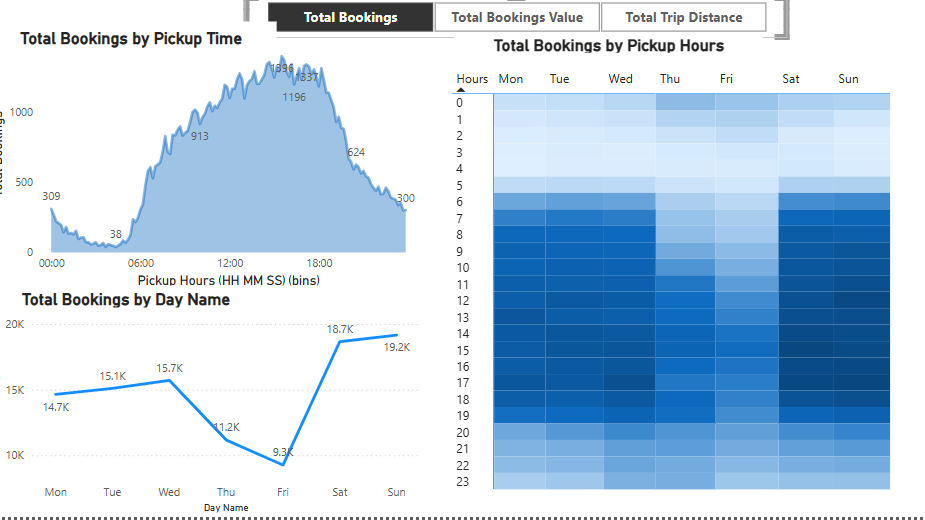 Total Bookings
Total Bookings Value
Total Trip Distance
Total Bookings by Pickup Time
1000
500
0
309
38
913
1396
1337
1196
624
300
00:00
06:00
12:00
18:00
Pickup Hours (HH MM SS) (bins)
Total Bookings by Day Name
20K
15K
10K
14.7K
15.1K
15.7K
11.2K
9.3K
18.7K
19.2K
Mon Tue Wed Thu Fri Sat Sun
Day Name
Total Bookings by Pickup Hours
Hours Mon Tue Wed Thu Fri Sat Sun
0
1
2
3
4
5
6
7
8
9
10
11
12
13
14
15
16
17
18
19
20
21
22
23